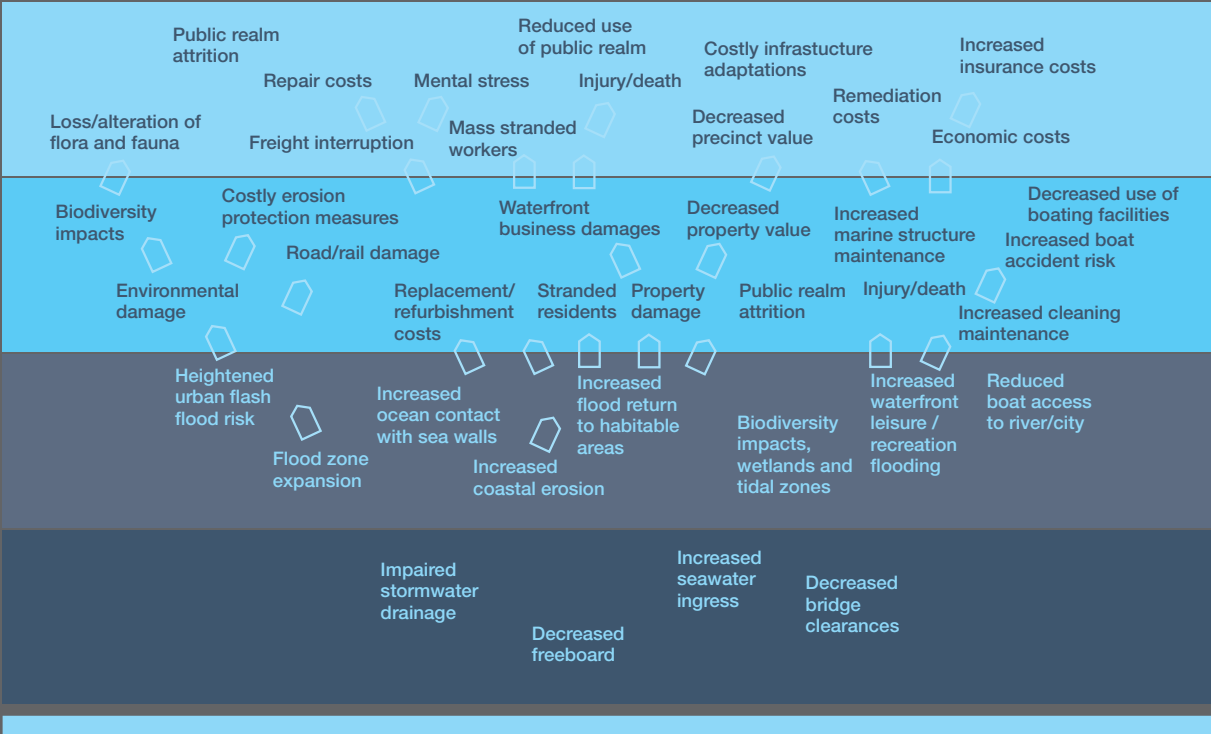 Public realm
attrition
Reduced use
of public realm
Costly infrastucture
adaptations
Increased
insurance costs
Repair costs
Mental stress
Injury/death
Remediation
costs
Loss/alteration of
flora and fauna
Freight interruption
Mass stranded
workers
Decreased
precinct value
Economic costs
Biodiversity
impacts
Costly erosion
protection measures
Waterfront
business damages
Decreased
property value
Increased
marine structure
maintenance
Decreased use of
boating facilities
Road/rail damage
Increased boat
accident risk
Environmental
damage
Replacement/
refurbishment
costs
Stranded
residents
Property
damage
Public realm
attrition
Injury/death
Increased cleaning
maintenance
Heightened
urban flash
flood risk
Increased
ocean contact
with sea walls
Increased
flood return
to habitable
areas
Increased
waterfront
leisure /
recreation
flooding
Reduced
boat access
to river/city
Flood zone
expansion
Increased
coastal erosion
Biodiversity
impacts,
wetlands and
tidal zones
Impaired
stormwater
drainage
Decreased
freeboard
Increased
seawater
ingress
Decreased
bridge
clearances